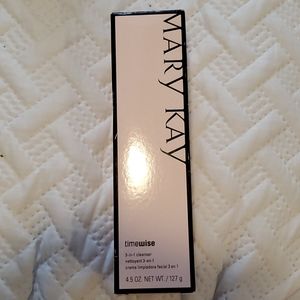 MARY KAY
timewise
3-in-1 cleanser
nettoyant 3-en-1
crema limpiadora facial 3 en 1
4.5 OZ. NET WT. / 127 g